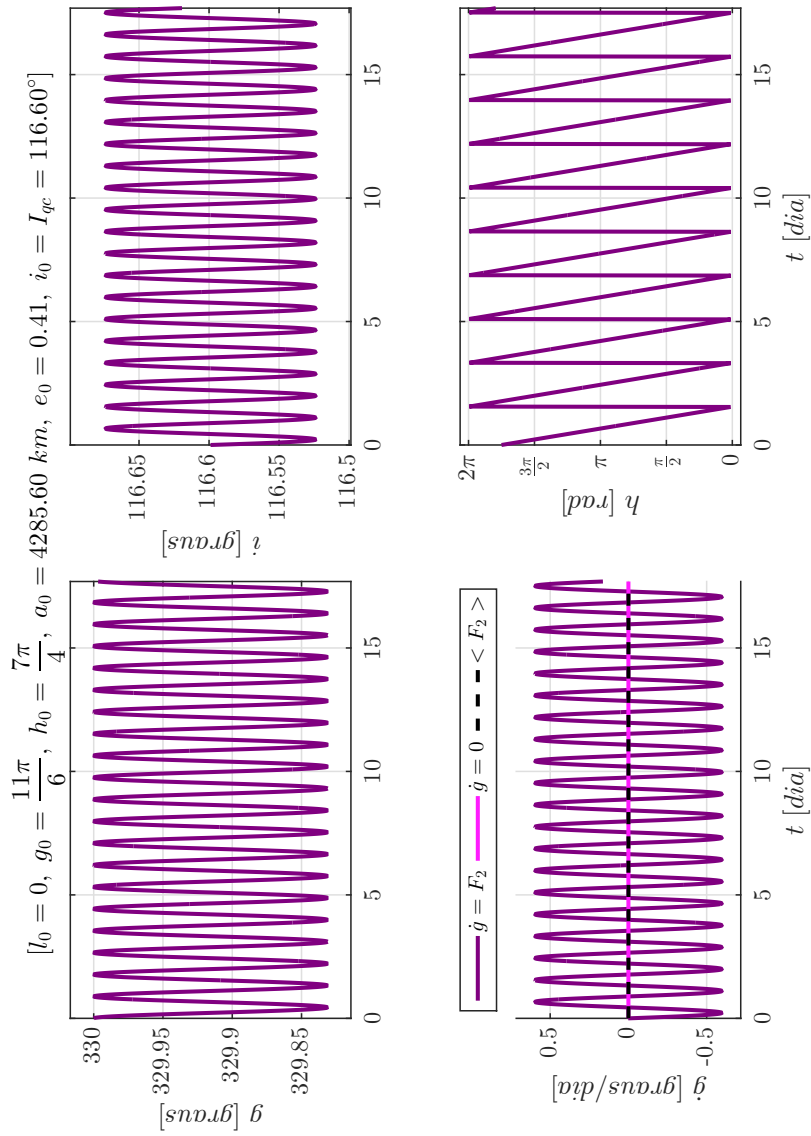 [l₀ = 0, g₀ = 11π/6, h₀ = 7π/4, a₀ = 4285.60 km, e₀ = 0.41, i₀ = I_qc = 116.60°]
g [graus]
330
329.95
329.9
329.85
0
5
10
15
i [graus]
116.65
116.6
116.55
116.5
0
5
10
15
ġ = F₂
ġ = 0
< F₂ >
ġ [graus/dia]
0.5
0
-0.5
0
5
10
15
t [dia]
h [rad]
2π
3π/2
π
π/2
0
0
5
10
15
t [dia]